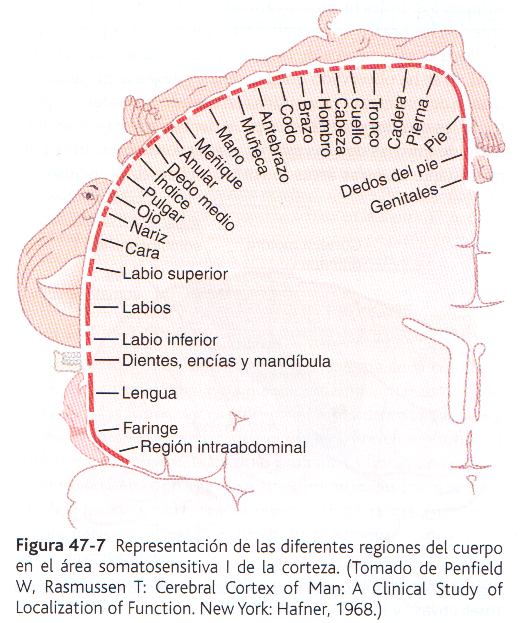 Genitales
Dedos del pie
Pie
Pierna
Cadera
Tronco
Cuello
Cabeza
Hombro
Brazo
Codo
Antebrazo
Muñeca
Mano
Meñique
Anular
Dedo medio
Índice
Pulgar
Ojo
Nariz
Cara
Labio superior
Labios
Labio inferior
Dientes, encías y mandíbula
Lengua
Faringe
Región intraabdominal
Figura 47-7 Representación de las diferentes regiones del cuerpo
en el área somatosensitiva I de la corteza. (Tomado de Penfield
W, Rasmussen T: Cerebral Cortex of Man: A Clinical Study of
Localization of Function. New York: Hafner, 1968.)